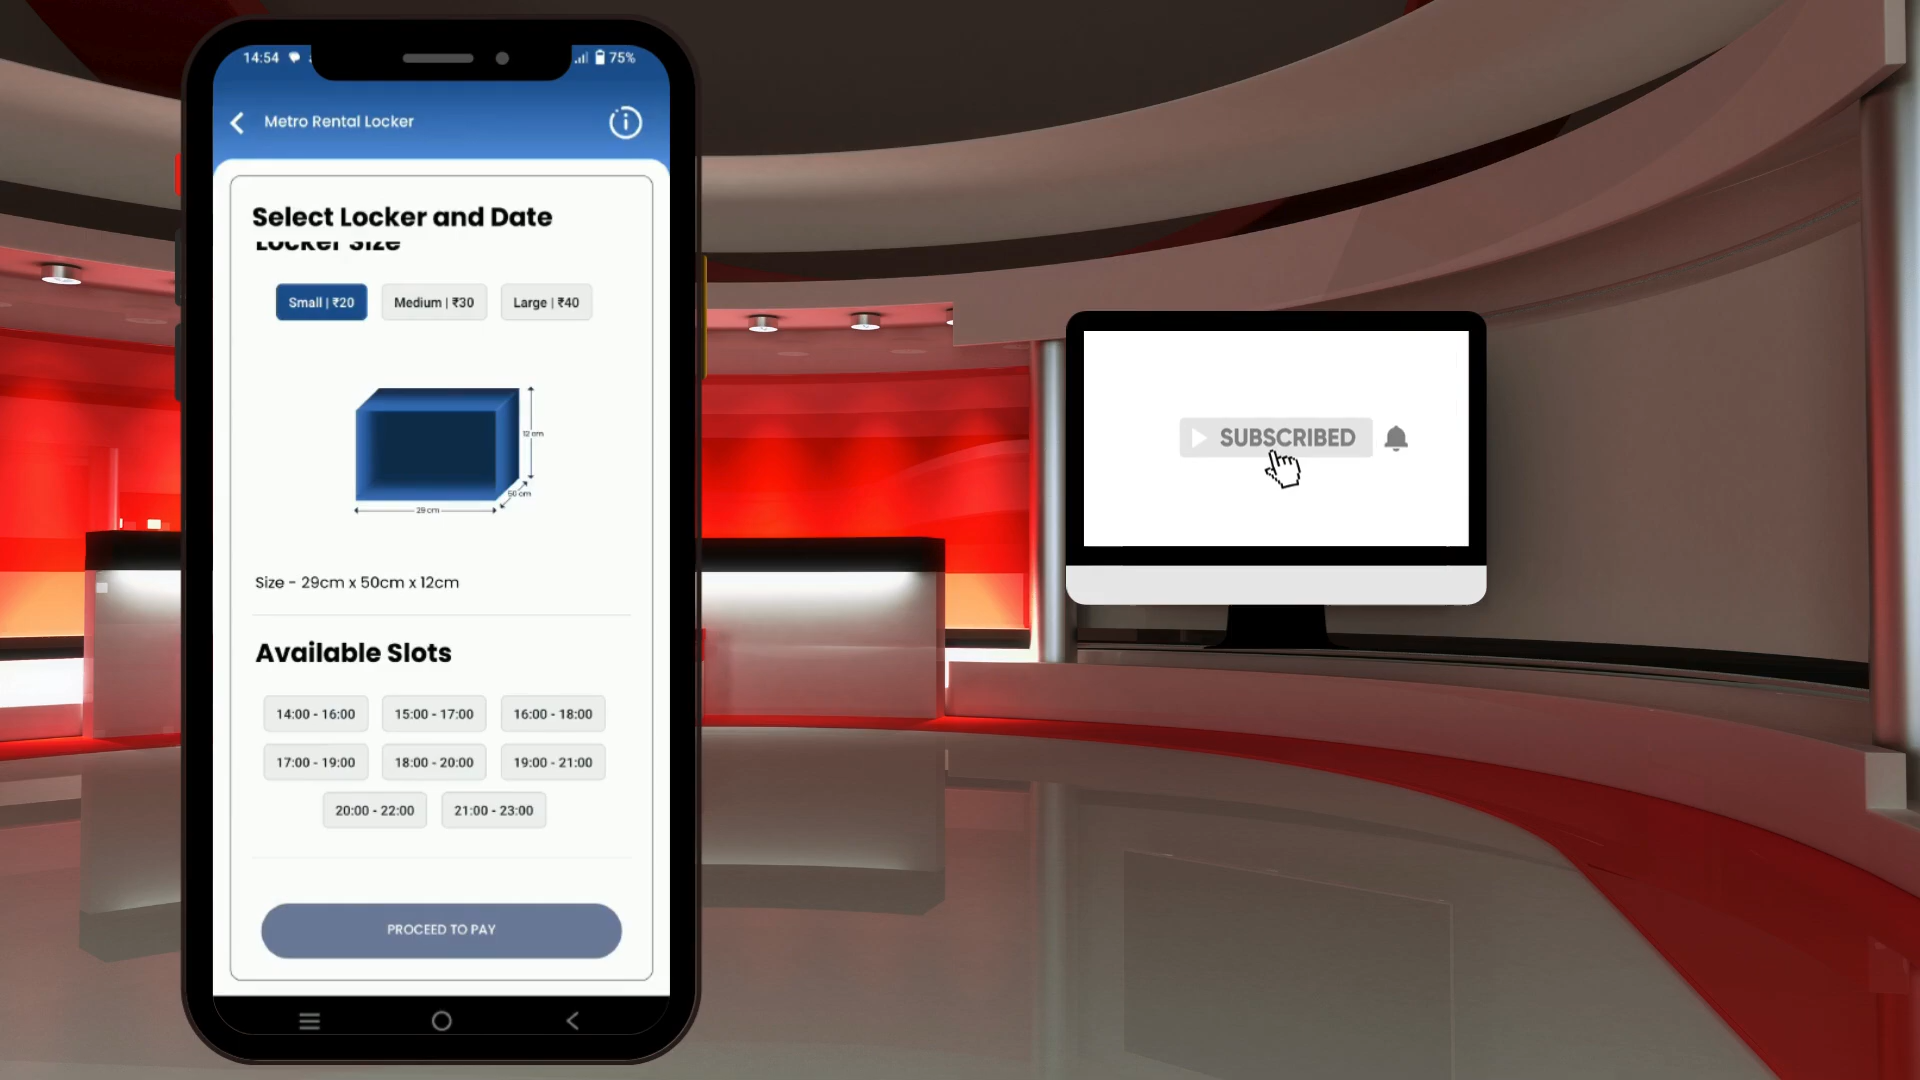 14:54
75%
Metro Rental Locker
Select Locker and Date
Locker Size
Small | ₹20
Medium | ₹30
Large | ₹40
12 cm
50 cm
29 cm
Size - 29cm x 50cm x 12cm
Available Slots
14:00 - 16:00
15:00 - 17:00
16:00 - 18:00
17:00 - 19:00
18:00 - 20:00
19:00 - 21:00
20:00 - 22:00
21:00 - 23:00
PROCEED TO PAY
SUBSCRIBED